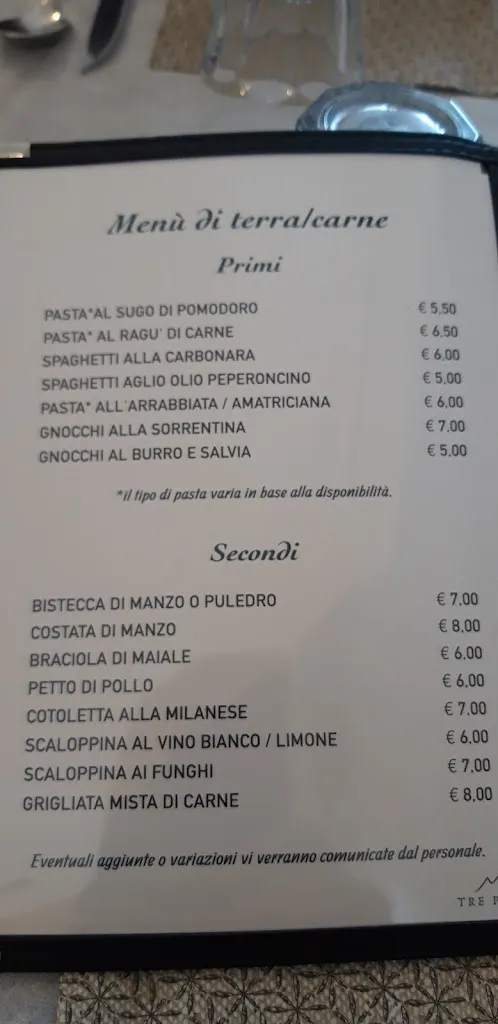 Menù di terra/carne
Primi
PASTA*AL SUGO DI POMODORO € 5,50
PASTA* AL RAGU' DI CARNE € 6,50
SPAGHETTI ALLA CARBONARA € 6,00
SPAGHETTI AGLIO OLIO PEPERONCINO € 5,00
PASTA* ALL'ARRABBIATA / AMATRICIANA € 6,00
GNOCCHI ALLA SORRENTINA € 7,00
GNOCCHI AL BURRO E SALVIA € 5,00
*il tipo di pasta varia in base alla disponibilità.
Secondi
BISTECCA DI MANZO O PULEDRO € 7,00
COSTATA DI MANZO € 8,00
BRACIOLA DI MAIALE € 6,00
PETTO DI POLLO € 6,00
COTOLETTA ALLA MILANESE € 7,00
SCALOPPINA AL VINO BIANCO / LIMONE € 6,00
SCALOPPINA AI FUNGHI € 7,00
GRIGLIATA MISTA DI CARNE € 8,00
Eventuali aggiunte o variazioni vi verranno comunicate dal personale.
TRE